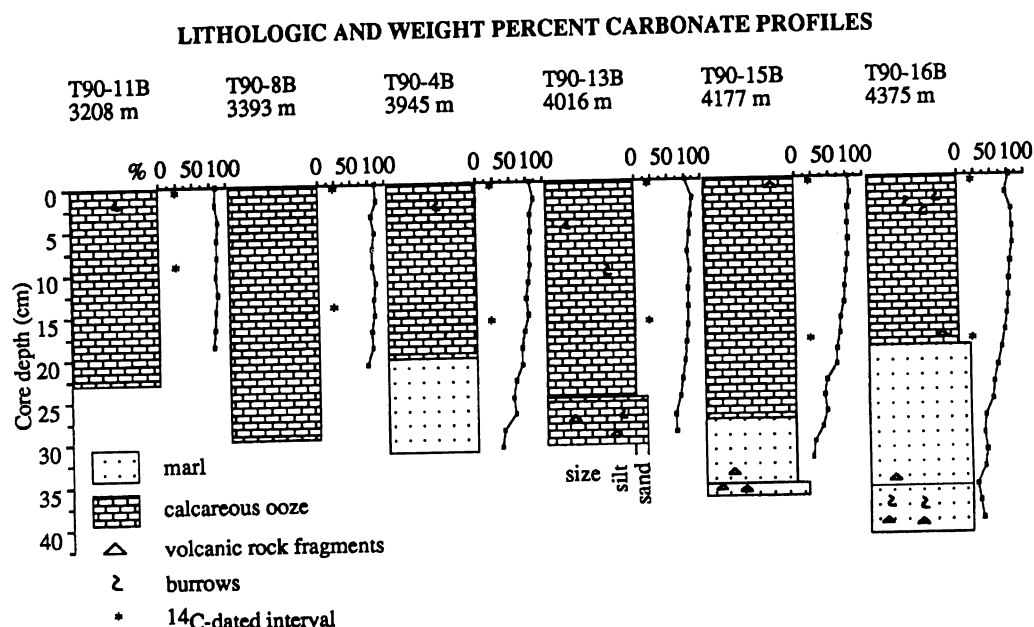 LITHOLOGIC AND WEIGHT PERCENT CARBONATE PROFILES
T90-11B
3208 m
T90-8B
3393 m
T90-4B
3945 m
T90-13B
4016 m
T90-15B
4177 m
T90-16B
4375 m
% 0 50 100
0 50 100
0 50 100
0 50 100
0 50 100
0 50 100
Core depth (cm)
0
5
10
15
20
25
30
35
40
size
silt
sand
marl
calcareous ooze
volcanic rock fragments
burrows
* 14C-dated interval